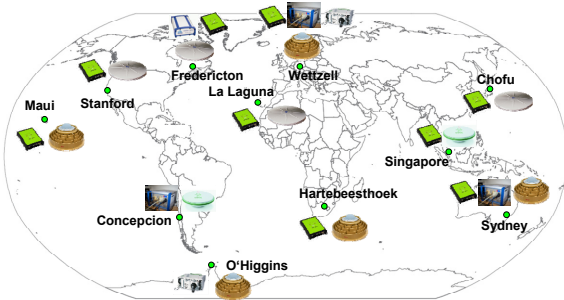 Fredericton
Wettzell
Chofu
La Laguna
Stanford
Maui
Singapore
Hartebeesthoek
Concepcion
Sydney
O'Higgins